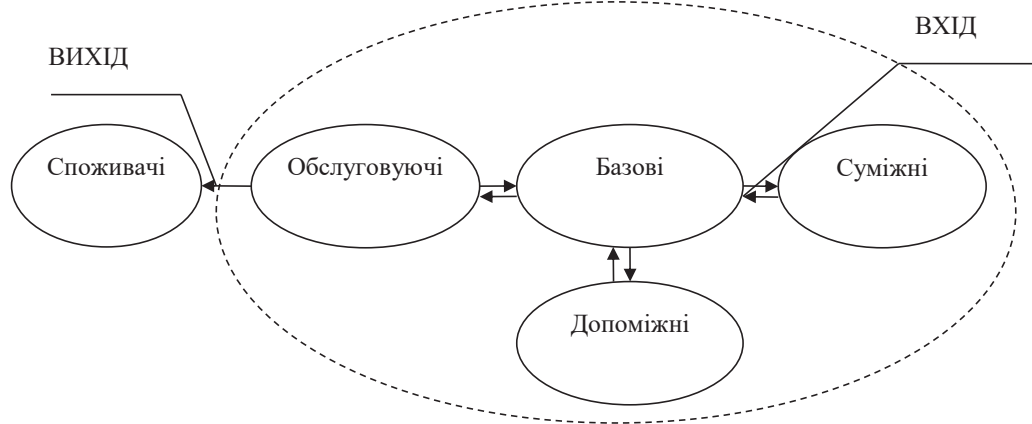 ВХІД
ВИХІД
Споживачі
Обслуговуючі
Базові
Суміжні
Допоміжні